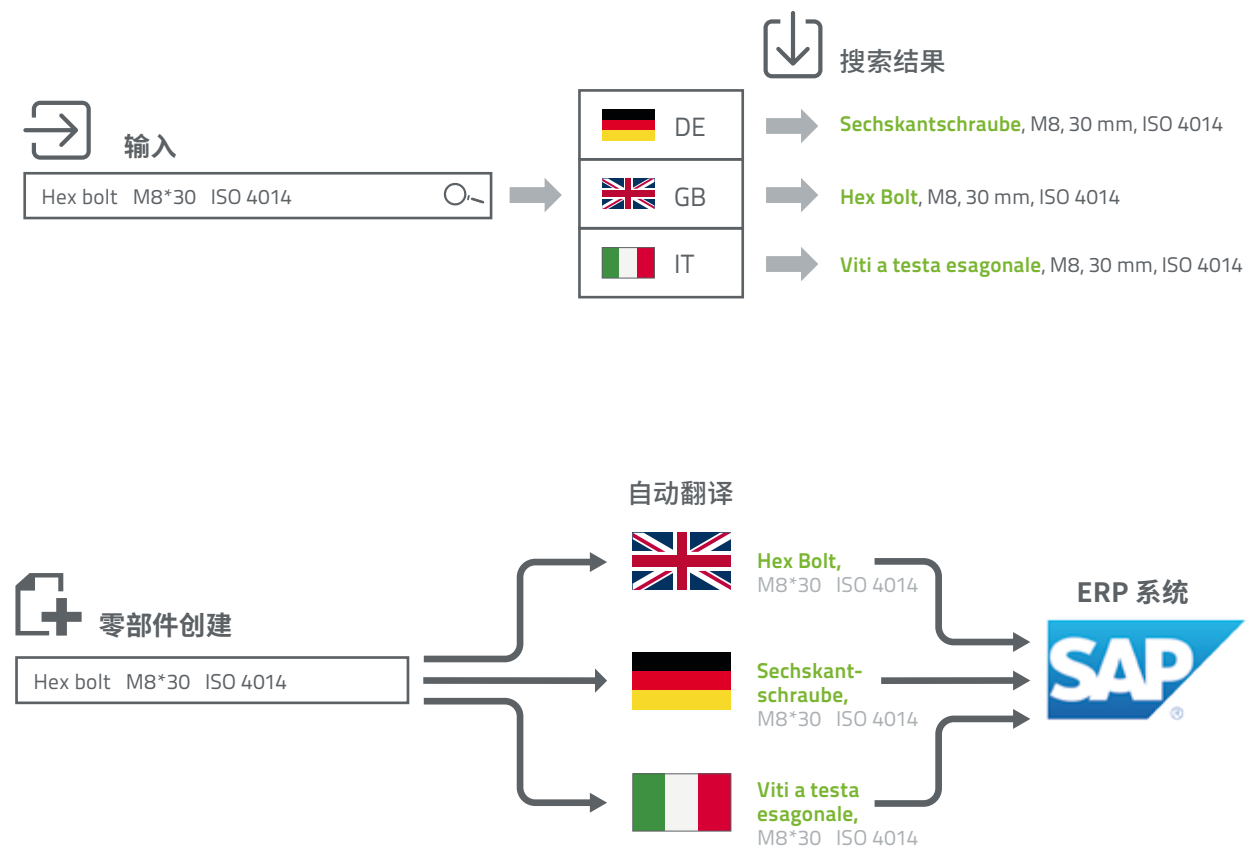 搜索结果
输入
Hex bolt M8*30 ISO 4014
DE
Sechskantschraube, M8, 30 mm, ISO 4014
GB
Hex Bolt, M8, 30 mm, ISO 4014
IT
Viti a testa esagonale, M8, 30 mm, ISO 4014
自动翻译
零部件创建
Hex bolt M8*30 ISO 4014
Hex Bolt,
M8*30 ISO 4014
Sechskant-
schraube,
M8*30 ISO 4014
Viti a testa
esagonale,
M8*30 ISO 4014
ERP 系统
SAP
®